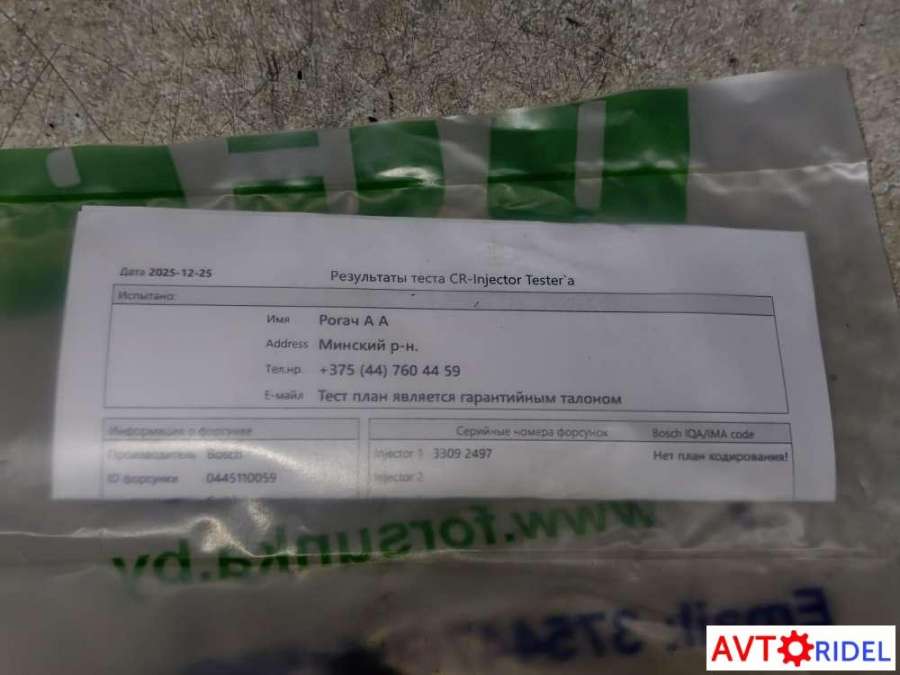 Дата 2025-12-25
Результаты теста CR-Injector Tester`a
Испытано:
Имя Рогач А А
Address Минский р-н.
Тел.нр. +375 (44) 760 44 59
Е-майл Тест план является гарантийным талоном
Информация о форсунке
Серийные номера форсунок Bosch IQA/IMA code
Производитель Bosch
Injector 1 3309 2497 Нет план кодирования!
ID форсунки 0445110059
Injector 2
www.forsunka.by
Email: 3754
AVTORIDEL